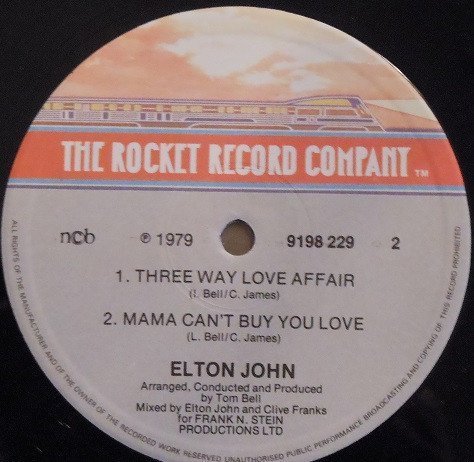 THE ROCKET RECORD COMPANY TM
ncb ℗ 1979 9198 229 2
1. THREE WAY LOVE AFFAIR
(I. Bell/C. James)
2. MAMA CAN'T BUY YOU LOVE
(L. Bell/C. James)
ELTON JOHN
Arranged, Conducted and Produced
by Tom Bell
Mixed by Elton John and Clive Franks
for FRANK N. STEIN
PRODUCTIONS LTD
ALL RIGHTS OF THE MANUFACTURER AND OF THE OWNER OF THE RECORDED WORK RESERVED UNAUTHORISED PUBLIC PERFORMANCE BROADCASTING AND COPYING OF THIS RECORD PROHIBITED